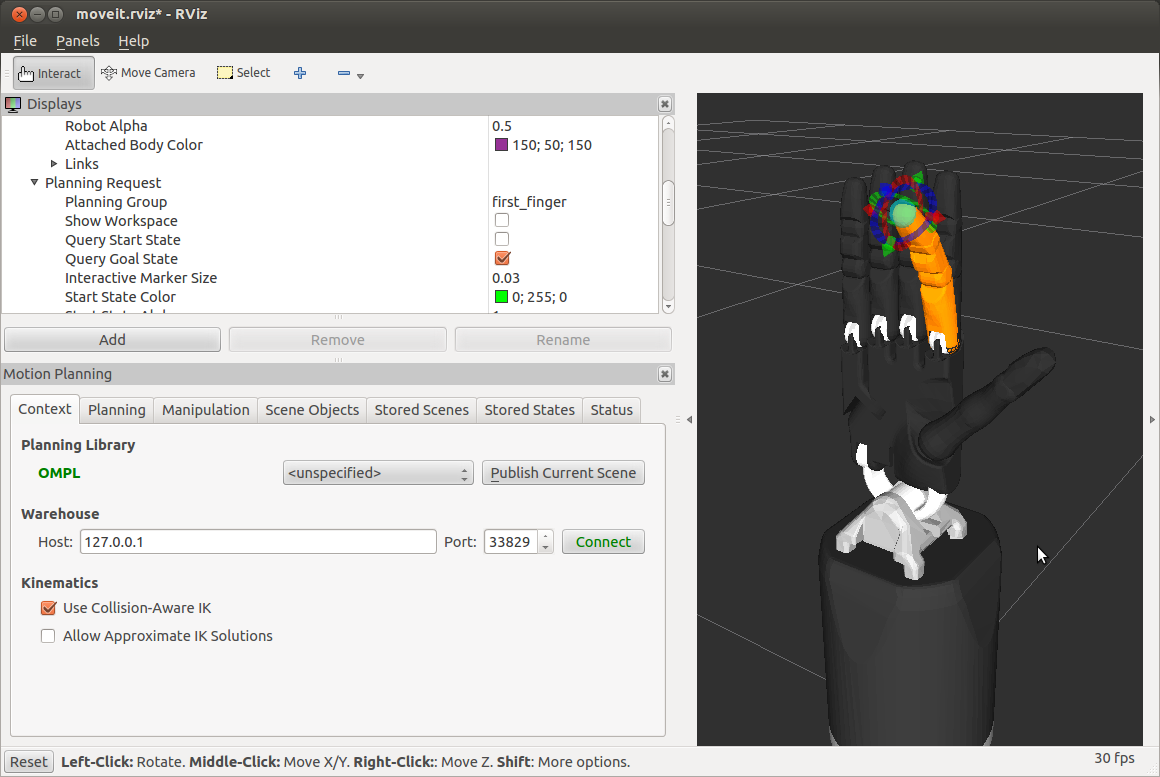 moveit.rviz* - RViz
File Panels Help
Interact Move Camera Select
Displays
Robot Alpha 0.5
Attached Body Color 150; 50; 150
Links
Planning Request
Planning Group first_finger
Show Workspace
Query Start State
Query Goal State
Interactive Marker Size 0.03
Start State Color 0; 255; 0
Start State Alpha 1
Add Remove Rename
Motion Planning
Context Planning Manipulation Scene Objects Stored Scenes Stored States Status
Planning Library
OMPL <unspecified> Publish Current Scene
Warehouse
Host: 127.0.0.1 Port: 33829 Connect
Kinematics
Use Collision-Aware IK
Allow Approximate IK Solutions
Reset Left-Click: Rotate. Middle-Click: Move X/Y. Right-Click:: Move Z. Shift: More options. 30 fps